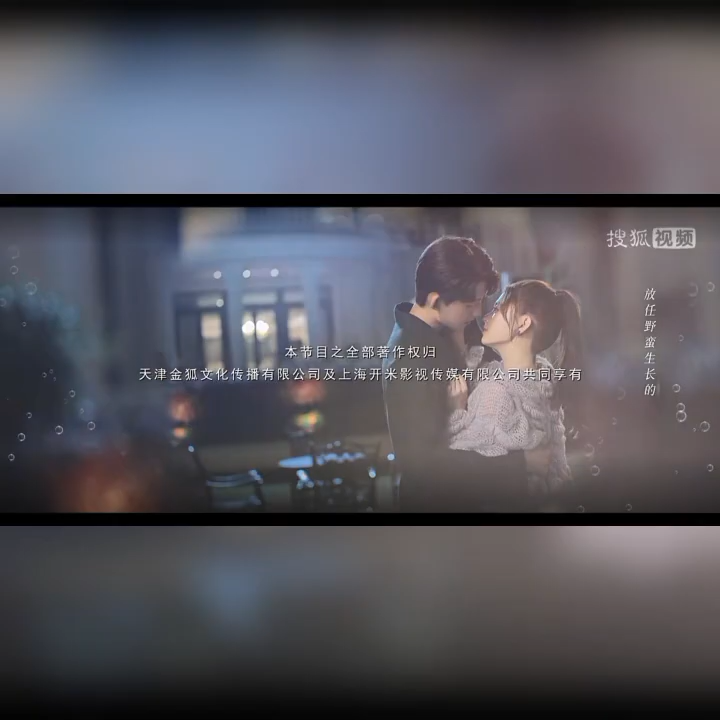 搜狐视频
放任野蛮生长的
本节目之全部著作权归
天津金狐文化传播有限公司及上海开米影视传媒有限公司共同享有